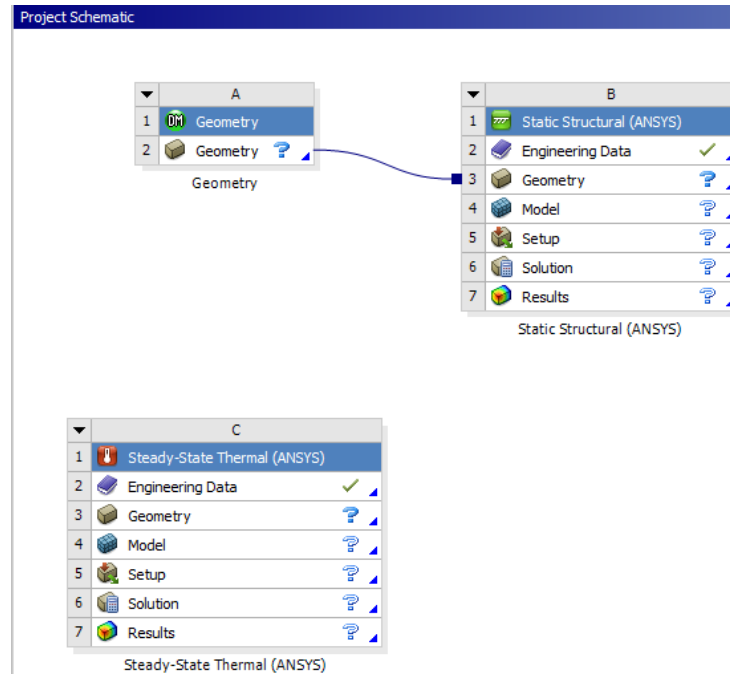 Project Schematic
A
1 DM Geometry
2 Geometry ?
Geometry
B
1 Static Structural (ANSYS)
2 Engineering Data
3 Geometry ?
4 Model ?
5 Setup ?
6 Solution ?
7 Results ?
Static Structural (ANSYS)
C
1 Steady-State Thermal (ANSYS)
2 Engineering Data
3 Geometry ?
4 Model ?
5 Setup ?
6 Solution ?
7 Results ?
Steady-State Thermal (ANSYS)